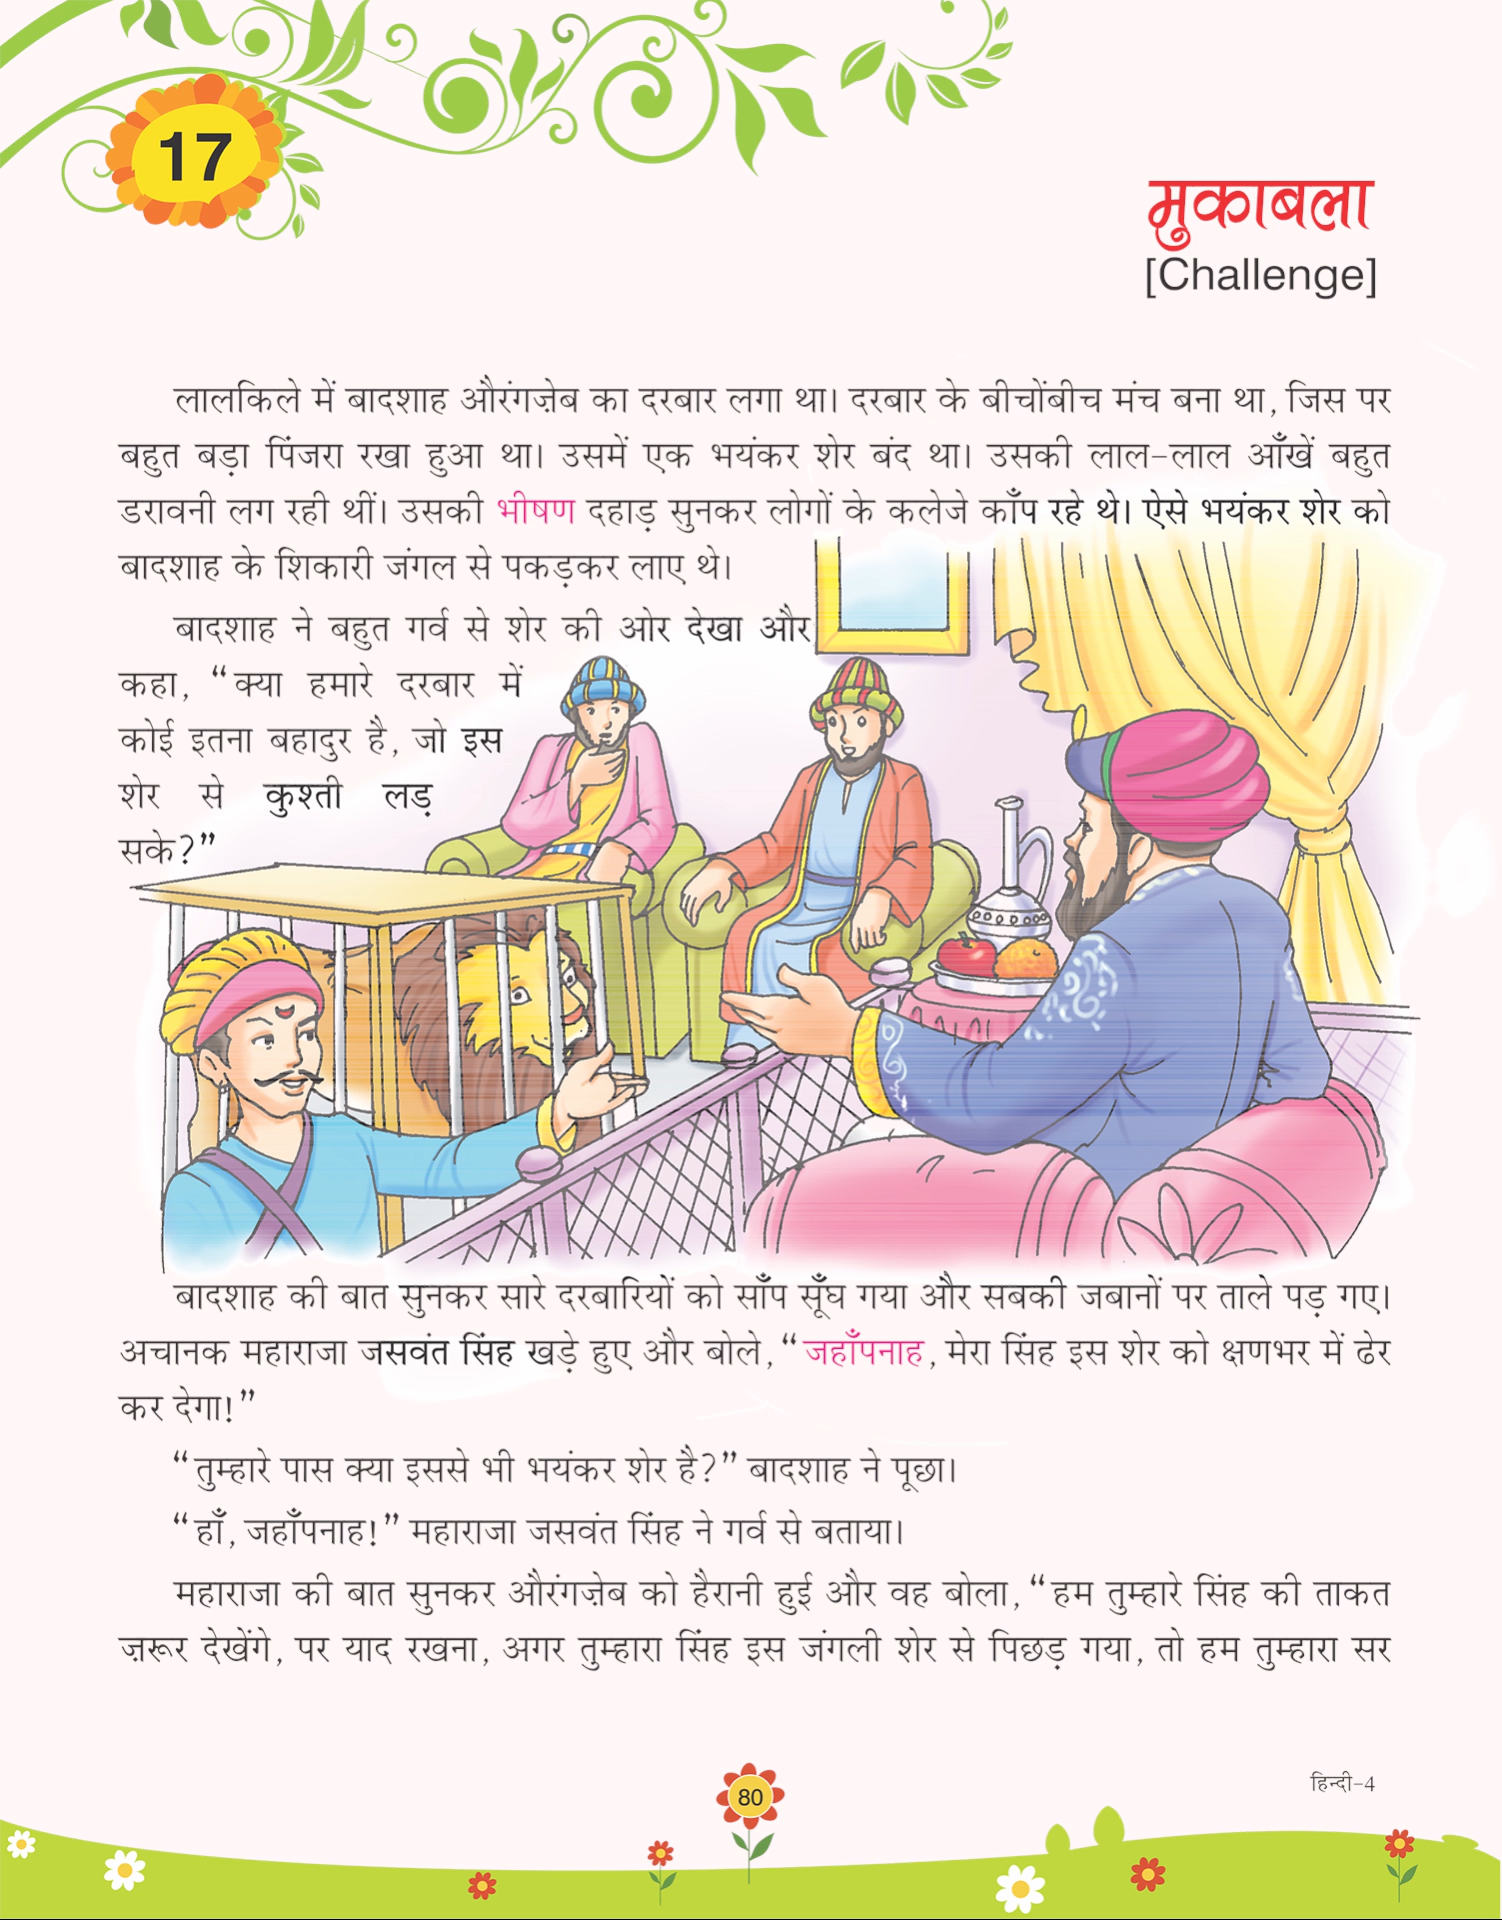 17
मुकाबला
[Challenge]
लालकिले में बादशाह औरंगज़ेब का दरबार लगा था। दरबार के बीचोंबीच मंच बना था, जिस पर
बहुत बड़ा पिंजरा रखा हुआ था। उसमें एक भयंकर शेर बंद था। उसकी लाल-लाल आँखें बहुत
डरावनी लग रही थीं। उसकी भीषण दहाड़ सुनकर लोगों के कलेजे काँप रहे थे। ऐसे भयंकर शेर को
बादशाह के शिकारी जंगल से पकड़कर लाए थे।
बादशाह ने बहुत गर्व से शेर की ओर देखा और
कहा, “क्या हमारे दरबार में
कोई इतना बहादुर है, जो इस
शेर से कुश्ती लड़
सके?”
बादशाह की बात सुनकर सारे दरबारियों को साँप सूँघ गया और सबकी जबानों पर ताले पड़ गए।
अचानक महाराजा जसवंत सिंह खड़े हुए और बोले, “जहाँपनाह, मेरा सिंह इस शेर को क्षणभर में ढेर
कर देगा!”
“तुम्हारे पास क्या इससे भी भयंकर शेर है?” बादशाह ने पूछा।
“हाँ, जहाँपनाह!” महाराजा जसवंत सिंह ने गर्व से बताया।
महाराजा की बात सुनकर औरंगज़ेब को हैरानी हुई और वह बोला, “हम तुम्हारे सिंह की ताकत
ज़रूर देखेंगे, पर याद रखना, अगर तुम्हारा सिंह इस जंगली शेर से पिछड़ गया, तो हम तुम्हारा सर
हिन्दी-4
80